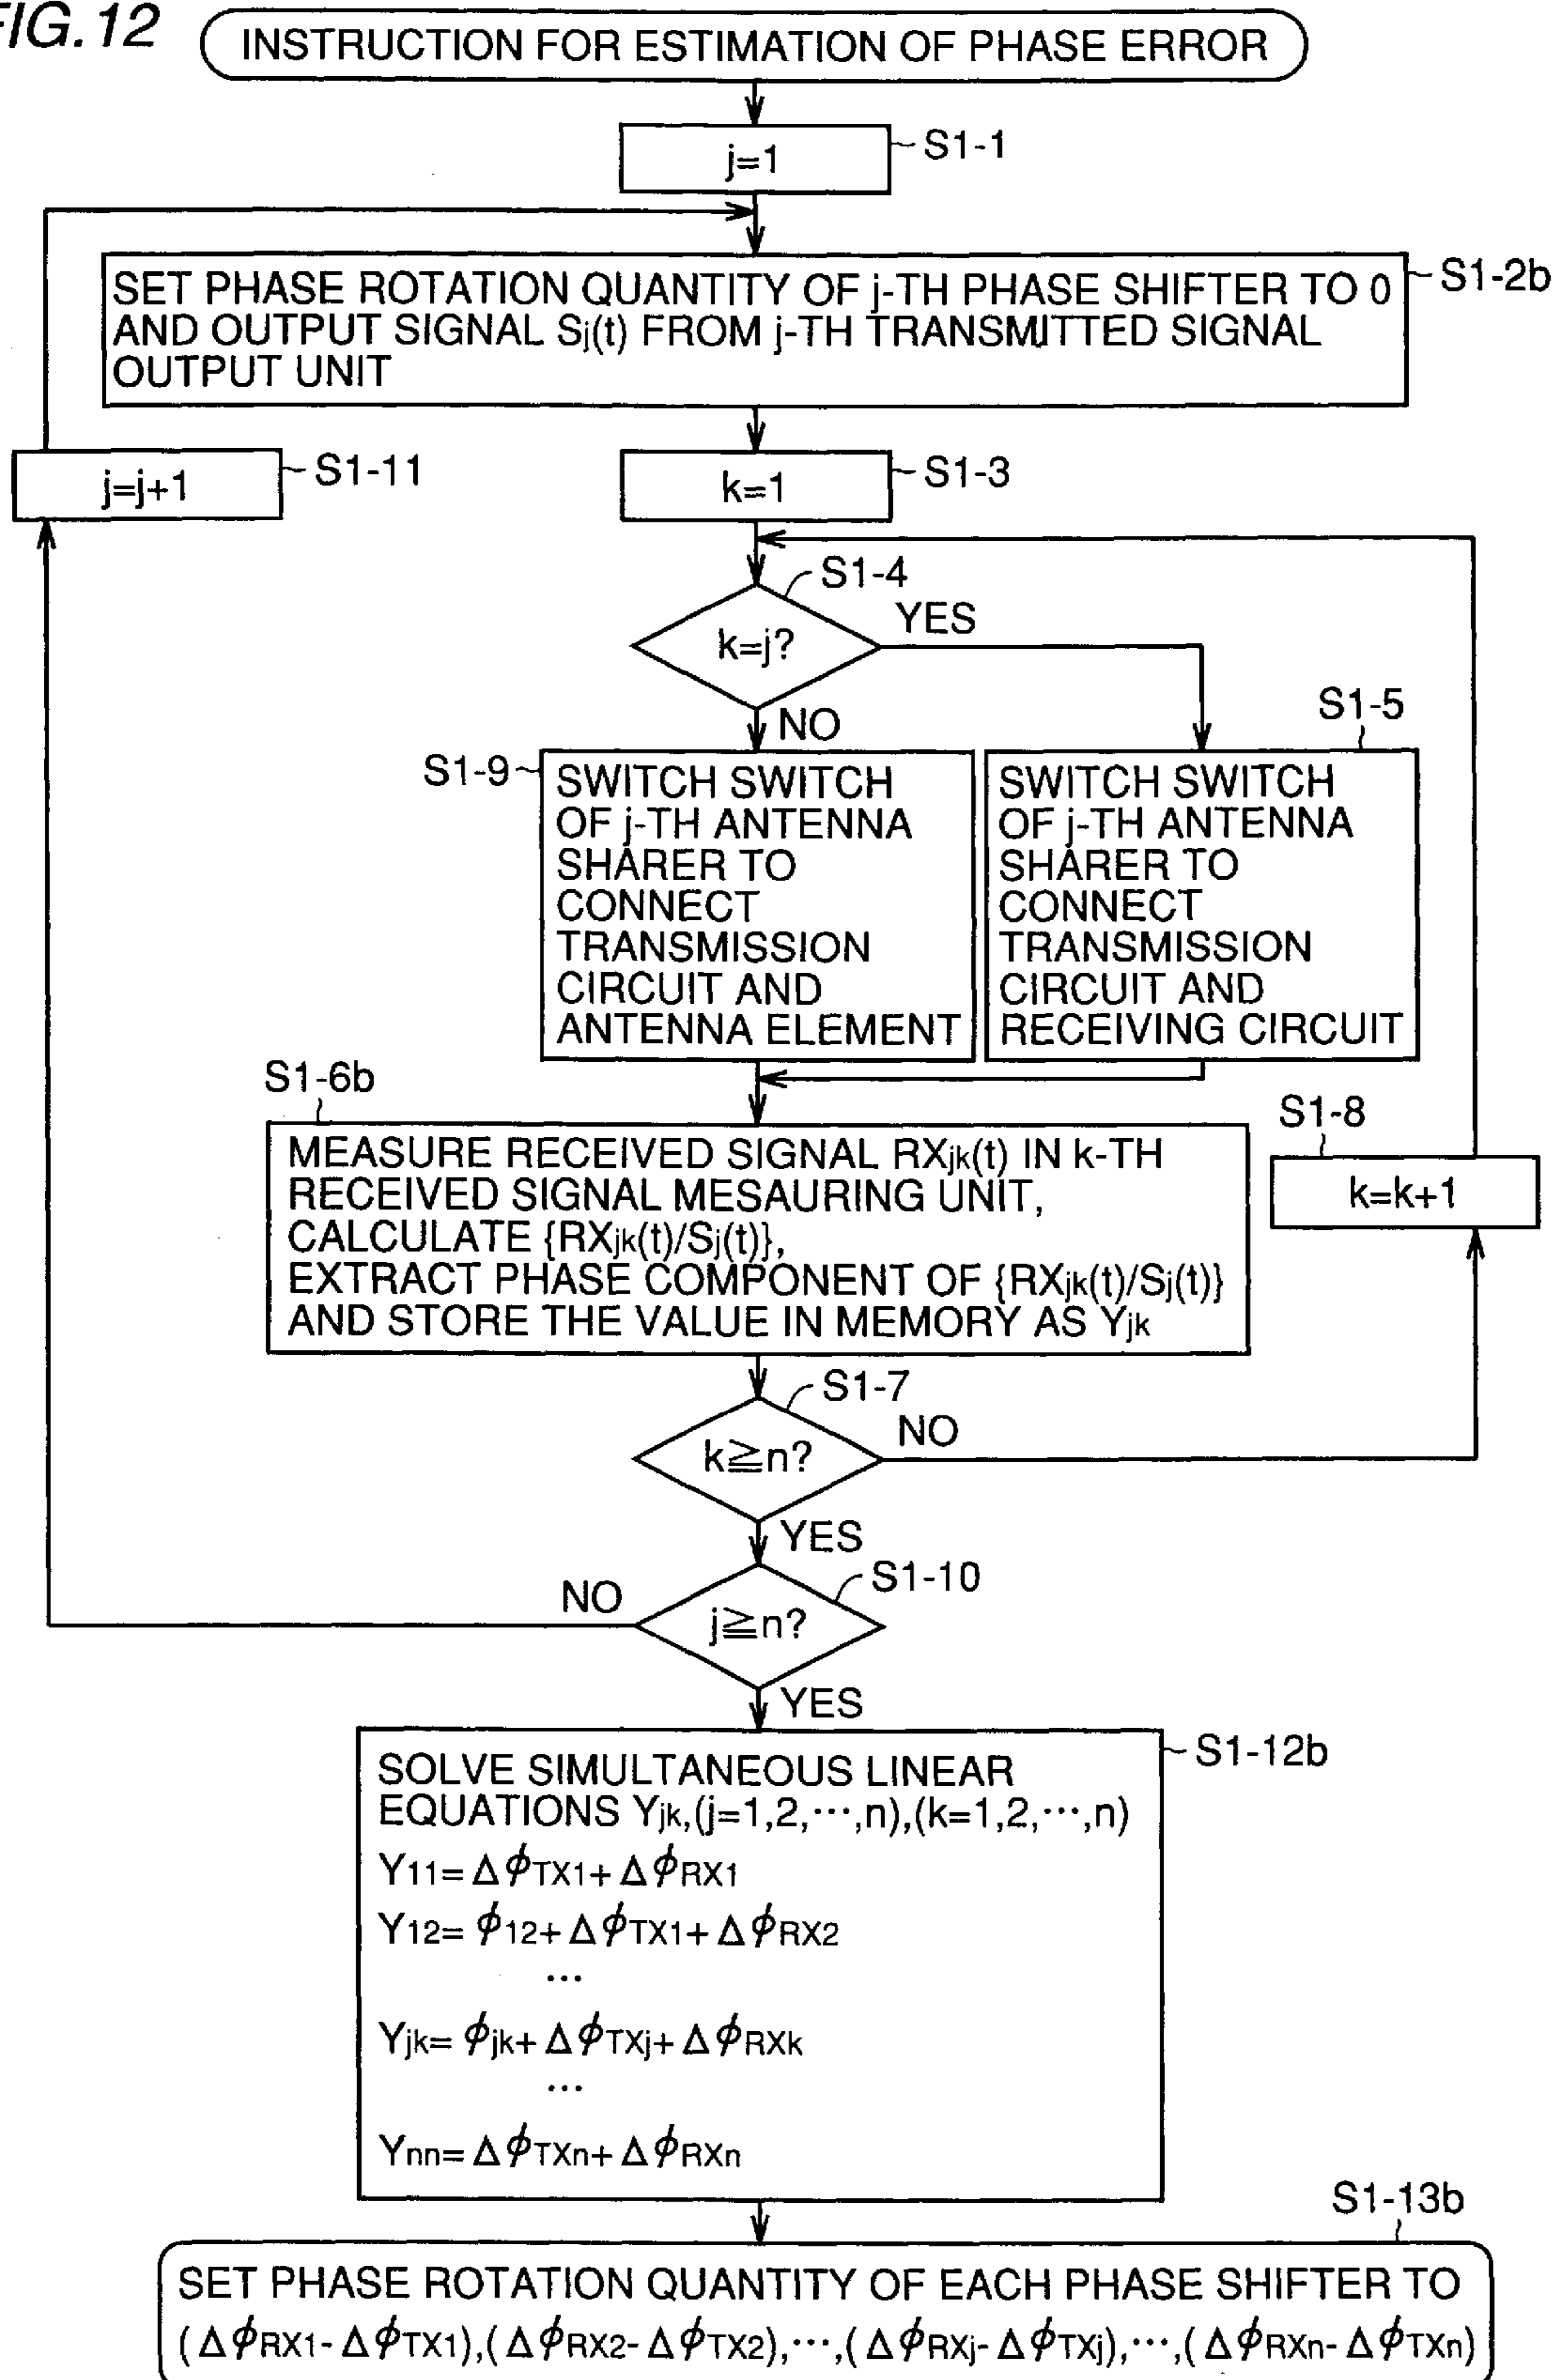 FIG.12
INSTRUCTION FOR ESTIMATION OF PHASE ERROR
j=1
S1-1
SET PHASE ROTATION QUANTITY OF j-TH PHASE SHIFTER TO 0
AND OUTPUT SIGNAL Sj(t) FROM j-TH TRANSMITTED SIGNAL
OUTPUT UNIT
S1-2b
j=j+1
S1-11
k=1
S1-3
S1-4
k=j?
YES
NO
S1-5
S1-9
SWITCH SWITCH
OF j-TH ANTENNA
SHARER TO
CONNECT
TRANSMISSION
CIRCUIT AND
ANTENNA ELEMENT
SWITCH SWITCH
OF j-TH ANTENNA
SHARER TO
CONNECT
TRANSMISSION
CIRCUIT AND
RECEIVING CIRCUIT
S1-6b
MEASURE RECEIVED SIGNAL RXjk(t) IN k-TH
RECEIVED SIGNAL MESAURING UNIT,
CALCULATE {RXjk(t)/Sj(t)},
EXTRACT PHASE COMPONENT OF {RXjk(t)/Sj(t)}
AND STORE THE VALUE IN MEMORY AS Yjk
S1-8
k=k+1
S1-7
k≧n?
NO
YES
S1-10
NO
j≧n?
YES
S1-12b
SOLVE SIMULTANEOUS LINEAR
EQUATIONS Yjk,(j=1,2,···,n),(k=1,2,···,n)
Y11= ΔϕTX1+ ΔϕRX1
Y12= ϕ12+ ΔϕTX1+ ΔϕRX2
···
Yjk= ϕjk+ ΔϕTXj+ ΔϕRXk
···
Ynn= ΔϕTXn+ ΔϕRXn
S1-13b
SET PHASE ROTATION QUANTITY OF EACH PHASE SHIFTER TO
(ΔϕRX1- ΔϕTX1),(ΔϕRX2- ΔϕTX2),···,(ΔϕRXj- ΔϕTXj),···,(ΔϕRXn- ΔϕTXn)